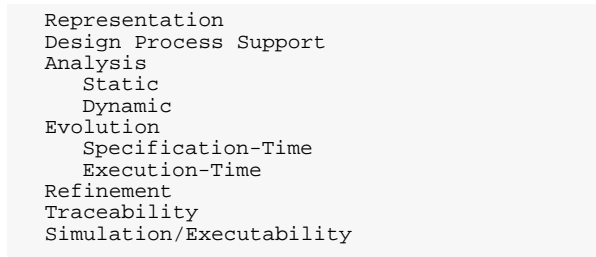 Representation
Design Process Support
Analysis
Static
Dynamic
Evolution
Specification-Time
Execution-Time
Refinement
Traceability
Simulation/Executability